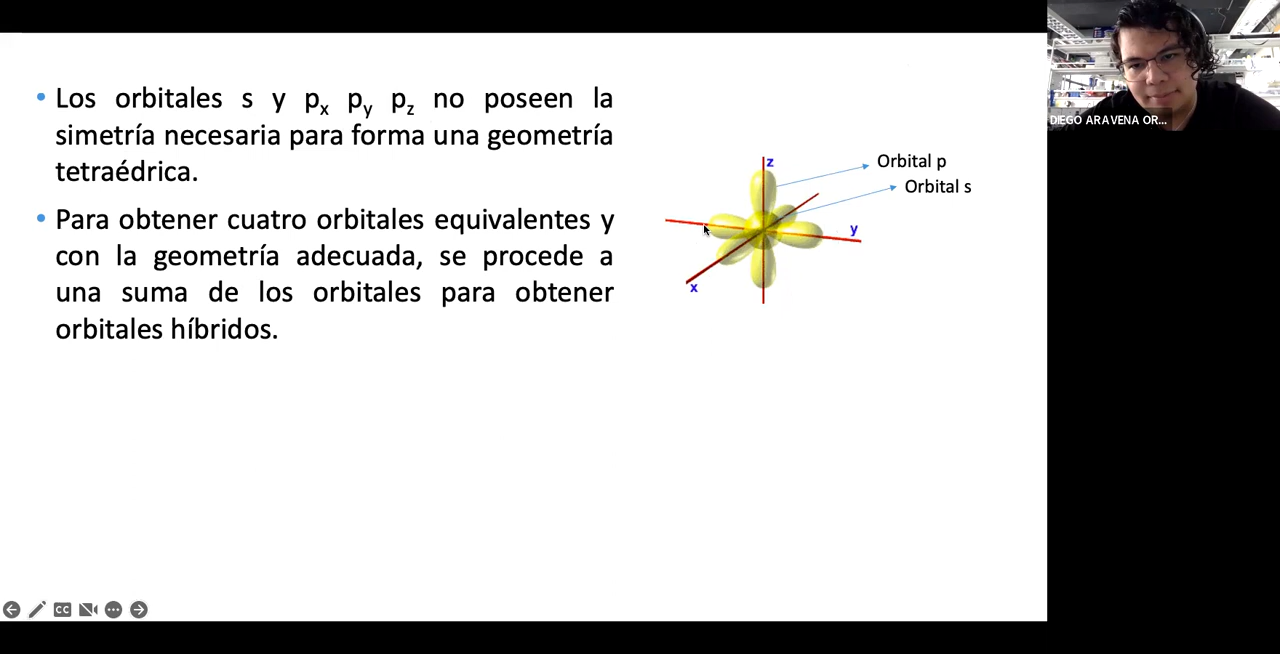 • Los orbitales s y px py pz no poseen la
simetría necesaria para forma una geometría
tetraédrica.
• Para obtener cuatro orbitales equivalentes y
con la geometría adecuada, se procede a
una suma de los orbitales para obtener
orbitales híbridos.
z
Orbital p
Orbital s
y
x
DIEGO ARAVENA OR...
CC